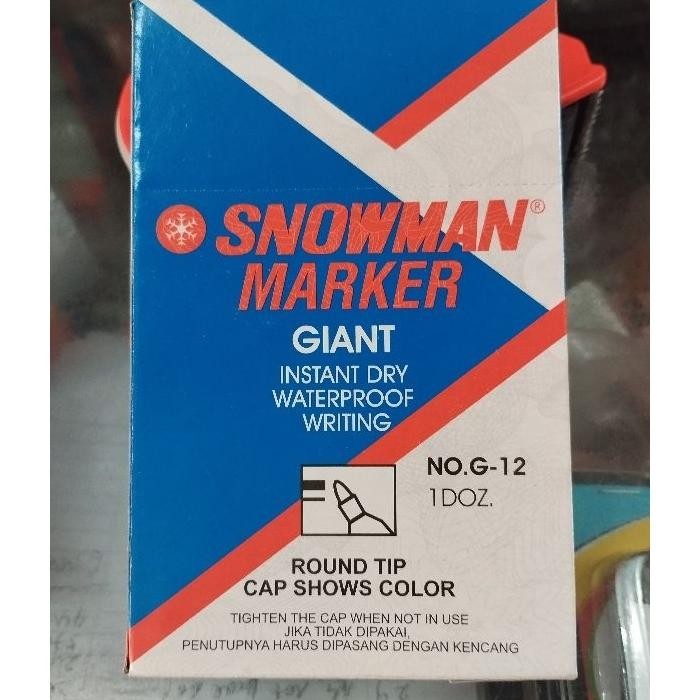 SNOWMAN®
MARKER
GIANT
INSTANT DRY
WATERPROOF
WRITING
NO.G-12
1DOZ.
ROUND TIP
CAP SHOWS COLOR
TIGHTEN THE CAP WHEN NOT IN USE
JIKA TIDAK DIPAKAI,
PENUTUPNYA HARUS DIPASANG DENGAN KENCANG